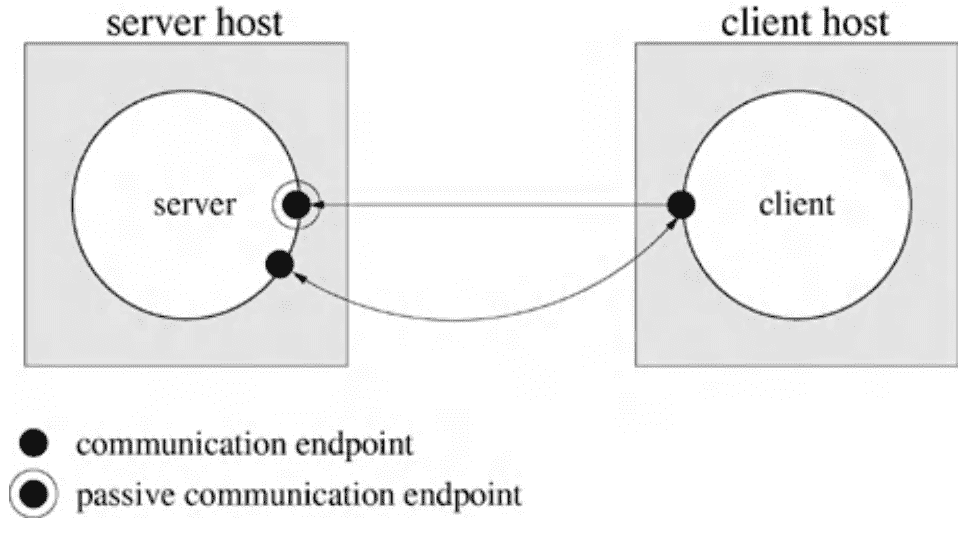 server host
client host
server
client
communication endpoint
passive communication endpoint